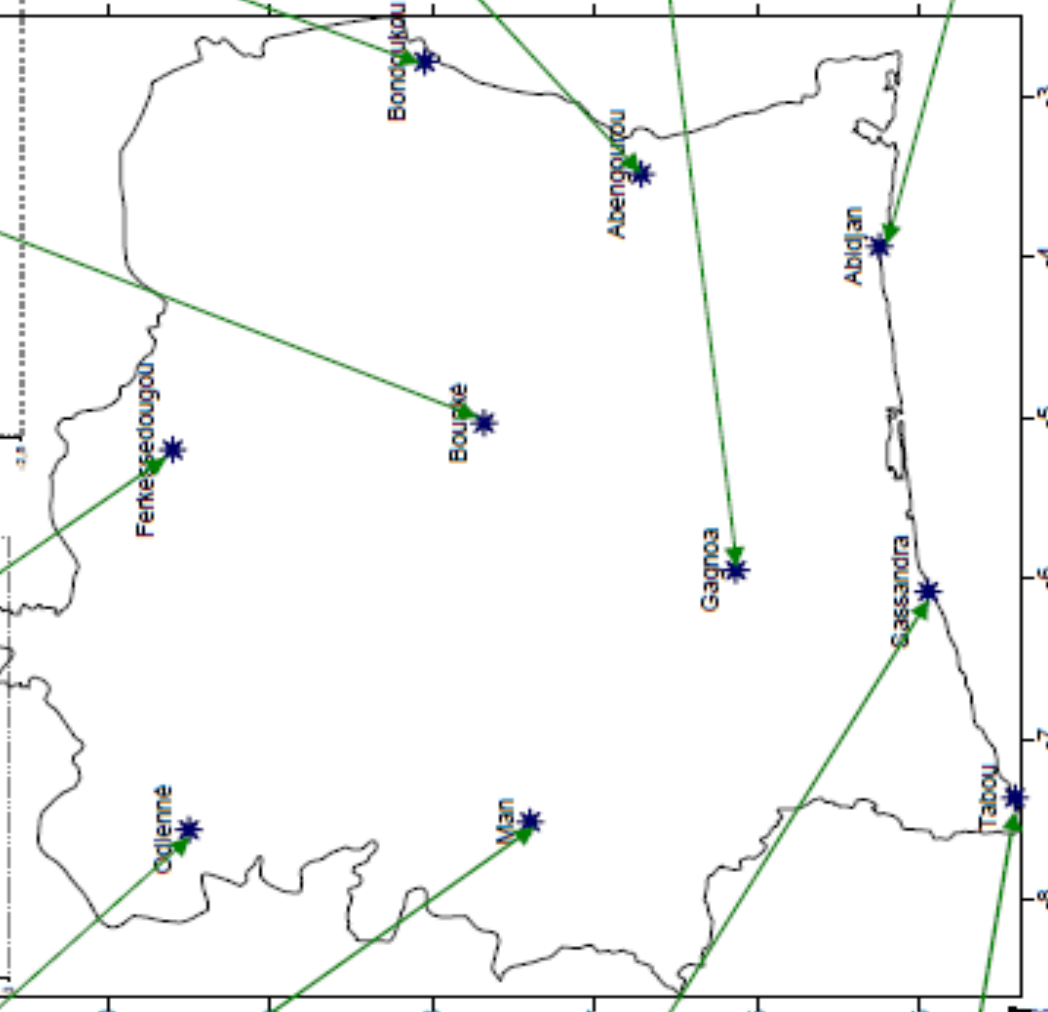 Bondoukou
Abengourou
Abidjan
Bouaké
Ferkessedougou
Gagnoa
Sassandra
Tabou
Odienné
Man
-3
-4
-5
-6
-7
-8